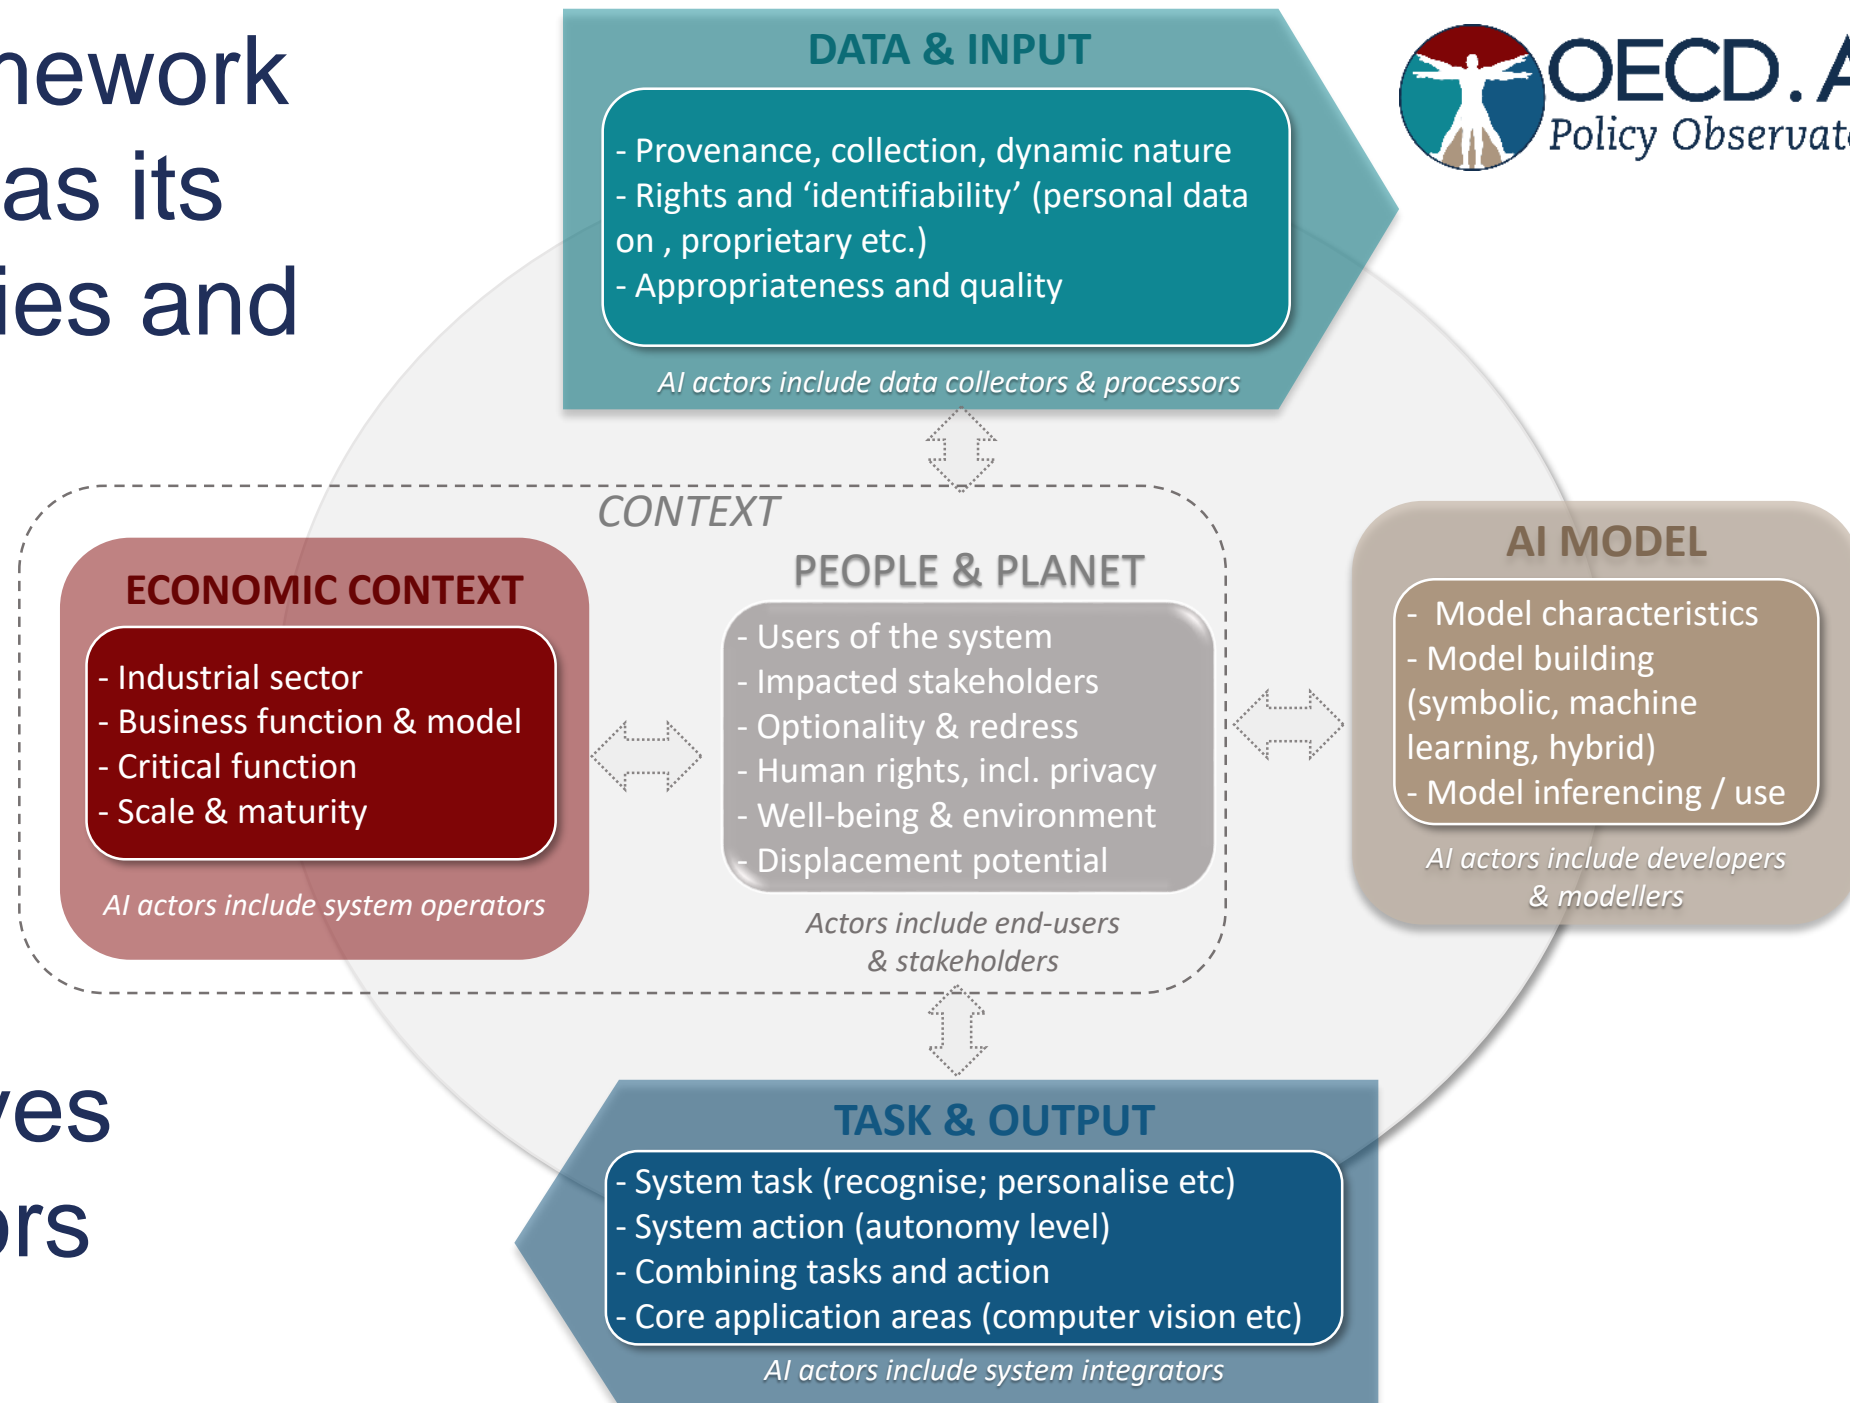 nework
as its
ies and
ves
ors
OECD.A
Policy Observat
DATA & INPUT
- Provenance, collection, dynamic nature
- Rights and ‘identifiability’ (personal data
on , proprietary etc.)
- Appropriateness and quality
AI actors include data collectors & processors
CONTEXT
ECONOMIC CONTEXT
- Industrial sector
- Business function & model
- Critical function
- Scale & maturity
AI actors include system operators
PEOPLE & PLANET
- Users of the system
- Impacted stakeholders
- Optionality & redress
- Human rights, incl. privacy
- Well-being & environment
- Displacement potential
Actors include end-users
& stakeholders
AI MODEL
- Model characteristics
- Model building
(symbolic, machine
learning, hybrid)
- Model inferencing / use
AI actors include developers
& modellers
TASK & OUTPUT
- System task (recognise; personalise etc)
- System action (autonomy level)
- Combining tasks and action
- Core application areas (computer vision etc)
AI actors include system integrators